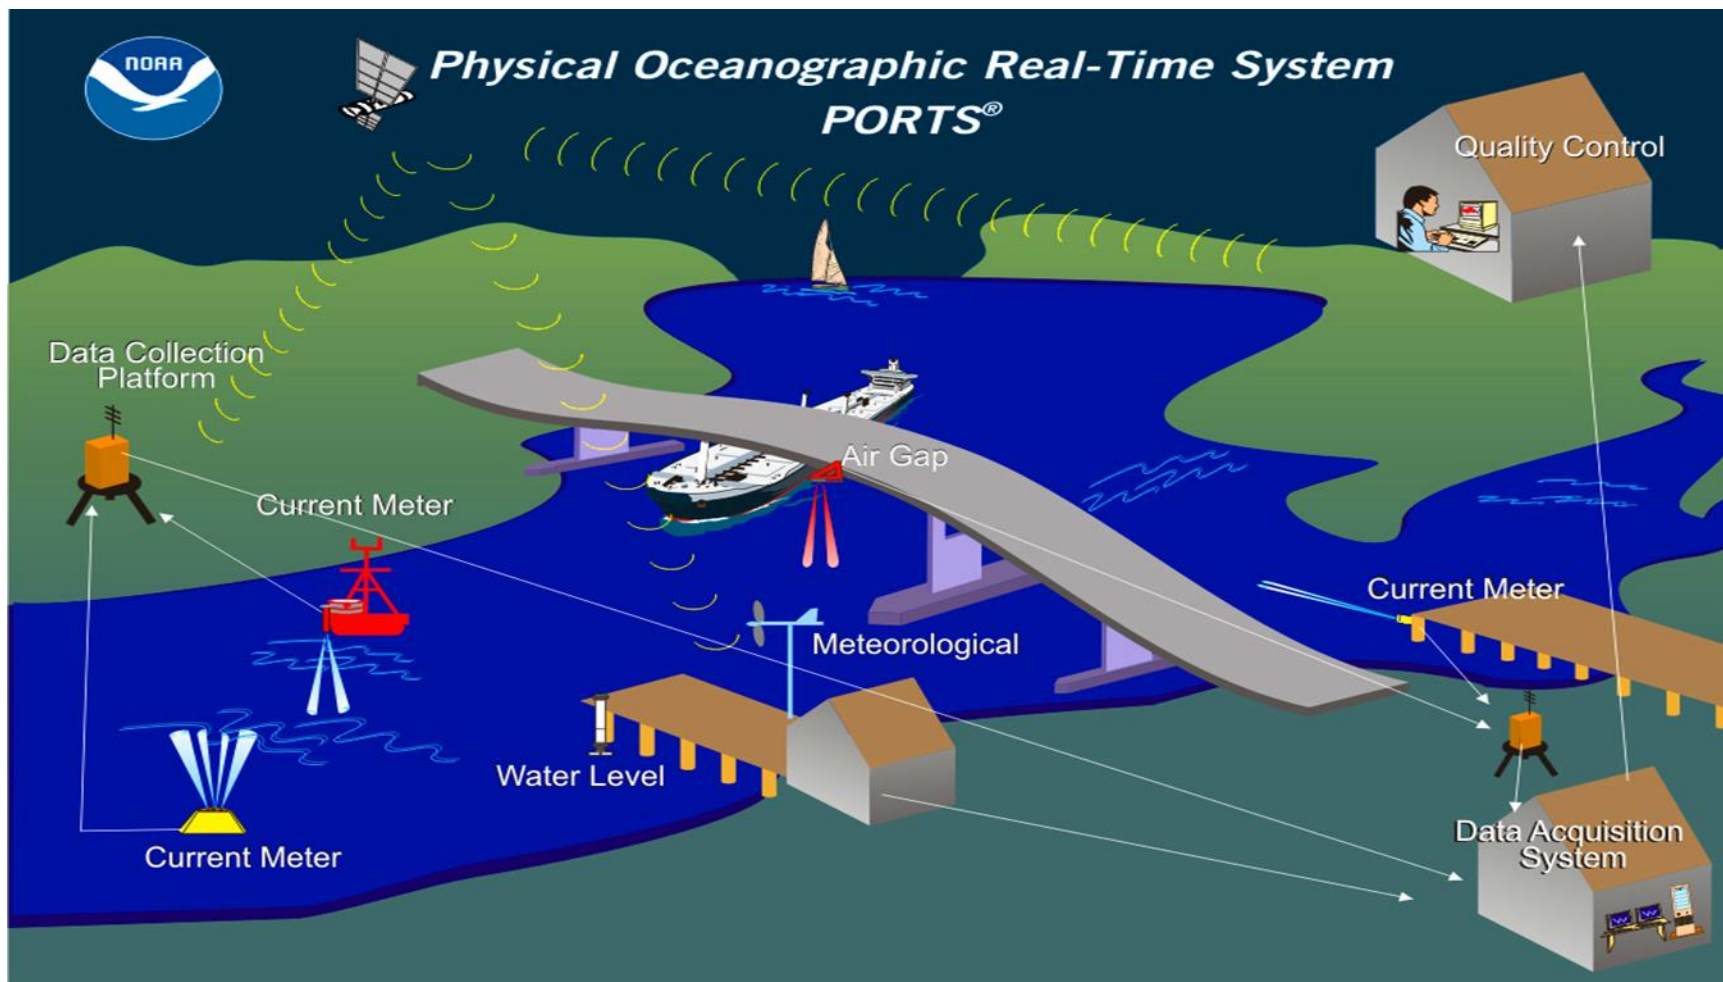 NOAA
Physical Oceanographic Real-Time System
PORTS®
Quality Control
Data Collection
Platform
Current Meter
Air Gap
Current Meter
Meteorological
Water Level
Current Meter
Data Acquisition
System